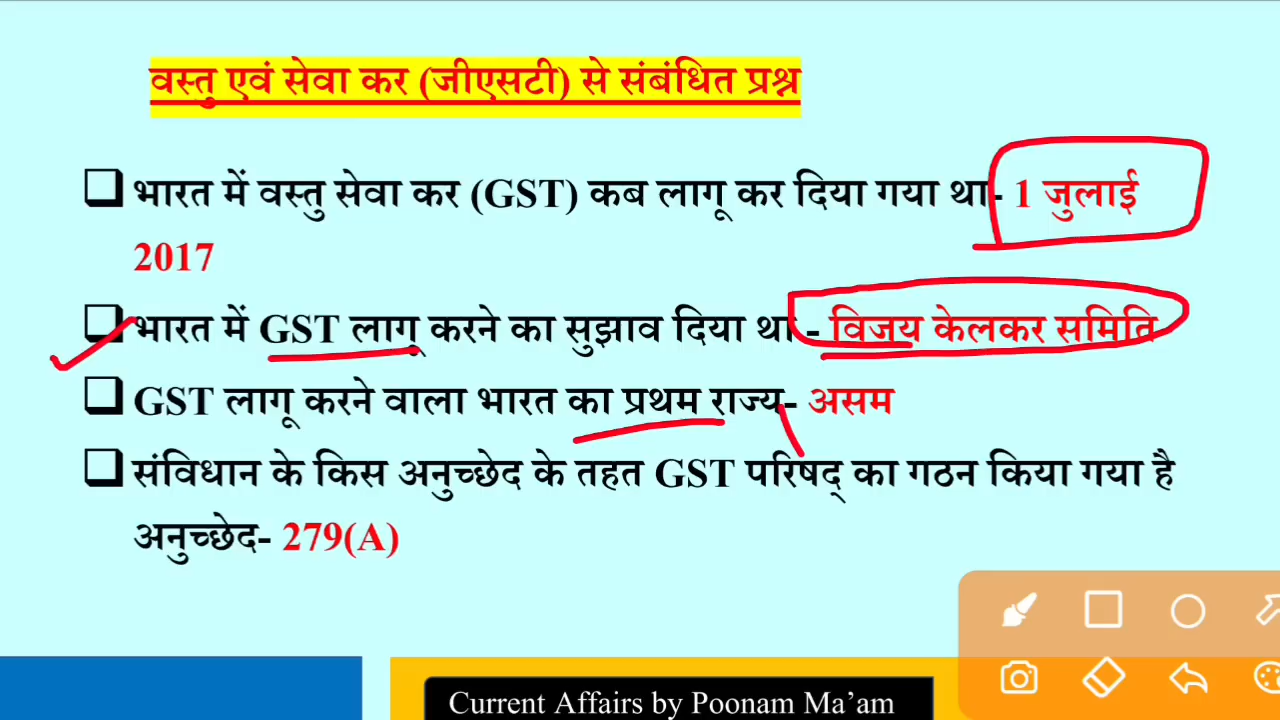 वस्तु एवं सेवा कर (जीएसटी) से संबंधित प्रश्न
भारत में वस्तु सेवा कर (GST) कब लागू कर दिया गया था- 1 जुलाई
2017
भारत में GST लागू करने का सुझाव दिया था - विजय केलकर समिति
GST लागू करने वाला भारत का प्रथम राज्य- असम
संविधान के किस अनुच्छेद के तहत GST परिषद् का गठन किया गया है
अनुच्छेद- 279(A)
Current Affairs by Poonam Ma’am